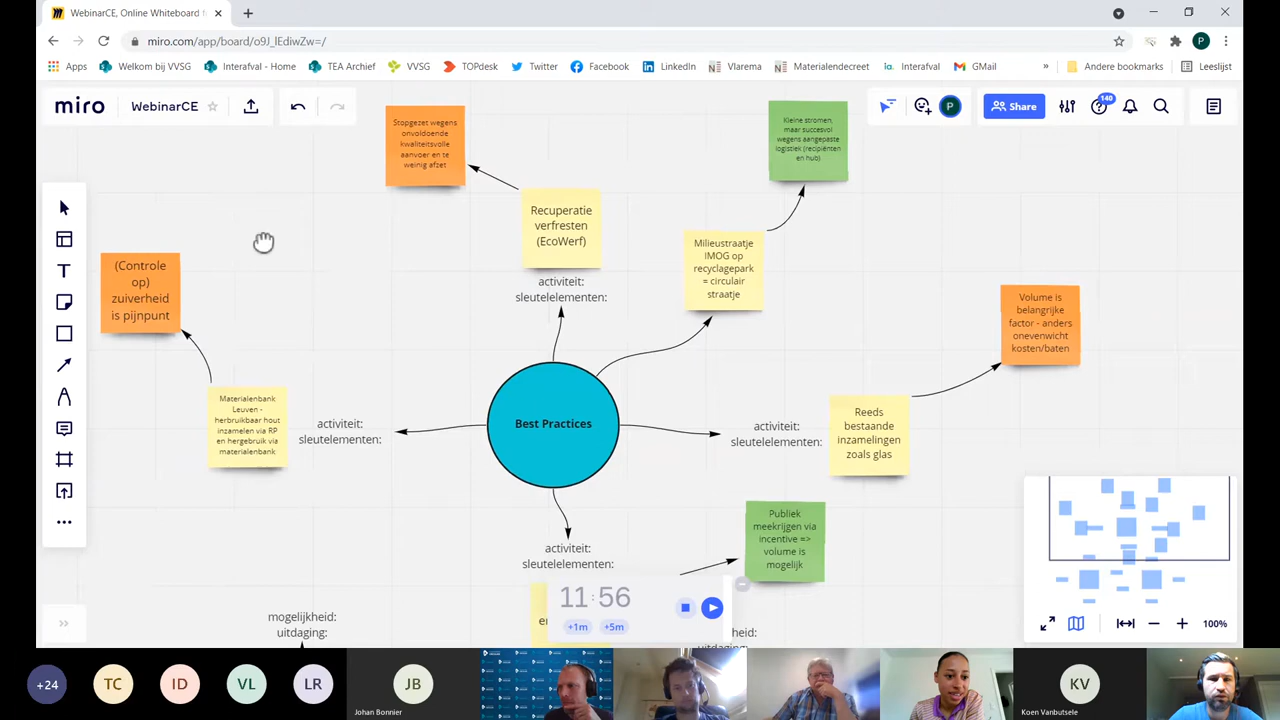 WebinarCE, Online Whiteboard f
miro.com/app/board/o9J_lEdiwZw=/
Apps
Welkom bij VVSG
Interafval - Home
TEA Archief
VVSG
TOPdesk
Twitter
Facebook
LinkedIn
Vlarema
Materialendecreet
Interafval
GMail
»
Andere bookmarks
Leeslijst
miro
WebinarCE
P
Share
140
Stopgezet wegens
onvoldoende
kwaliteitsvolle
aanvoer en te
weinig afzet
Kleine stromen,
maar succesvol
wegens aangepaste
logistiek (recipiënten
en hub)
Recuperatie
verfresten
(EcoWerf)
activiteit:
sleutelelementen:
Milieustraatje
IMOG op
recyclagepark
= circulair
straatje
(Controle
op)
zuiverheid
is pijnpunt
Volume is
belangrijke
factor - anders
onevenwicht
kosten/baten
Materialenbank
Leuven -
herbruikbaar hout
inzamelen via RP
en hergebruik via
materialenbank
activiteit:
sleutelementen:
Best Practices
activiteit:
sleutelelementen:
Reeds
bestaande
inzamelingen
zoals glas
activiteit:
sleutelelementen:
Publiek
meekrijgen via
incentive =>
volume is
mogelijk
mogelijkheid:
uitdaging:
11:56
+1m
+5m
100%
+24
TC
ID
VL
LR
JB
Johan Bonnier
KV
Koen Vanbutsele